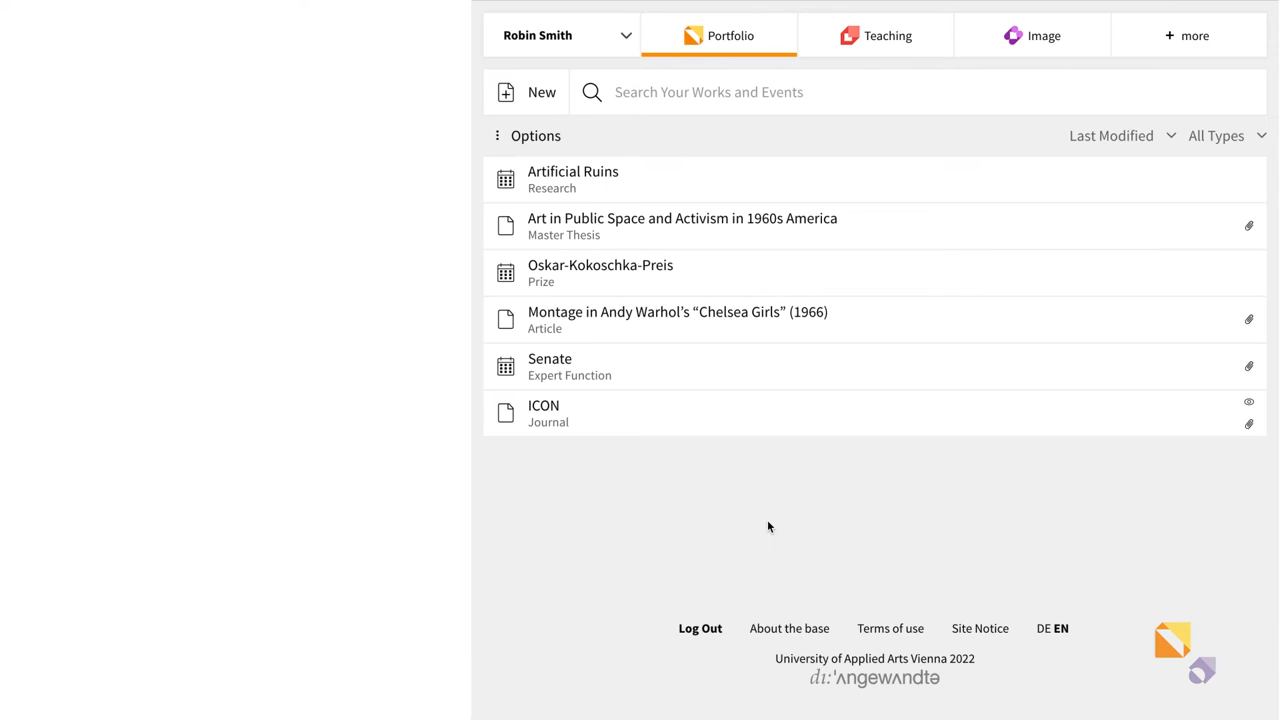 Robin Smith
Portfolio
Teaching
Image
+ more
New
Search Your Works and Events
Options
Last Modified
All Types
Artificial Ruins
Research
Art in Public Space and Activism in 1960s America
Master Thesis
Oskar-Kokoschka-Preis
Prize
Montage in Andy Warhol’s “Chelsea Girls” (1966)
Article
Senate
Expert Function
ICON
Journal
Log Out
About the base
Terms of use
Site Notice
DE EN
University of Applied Arts Vienna 2022
dı:ˈʌngewʌndtə